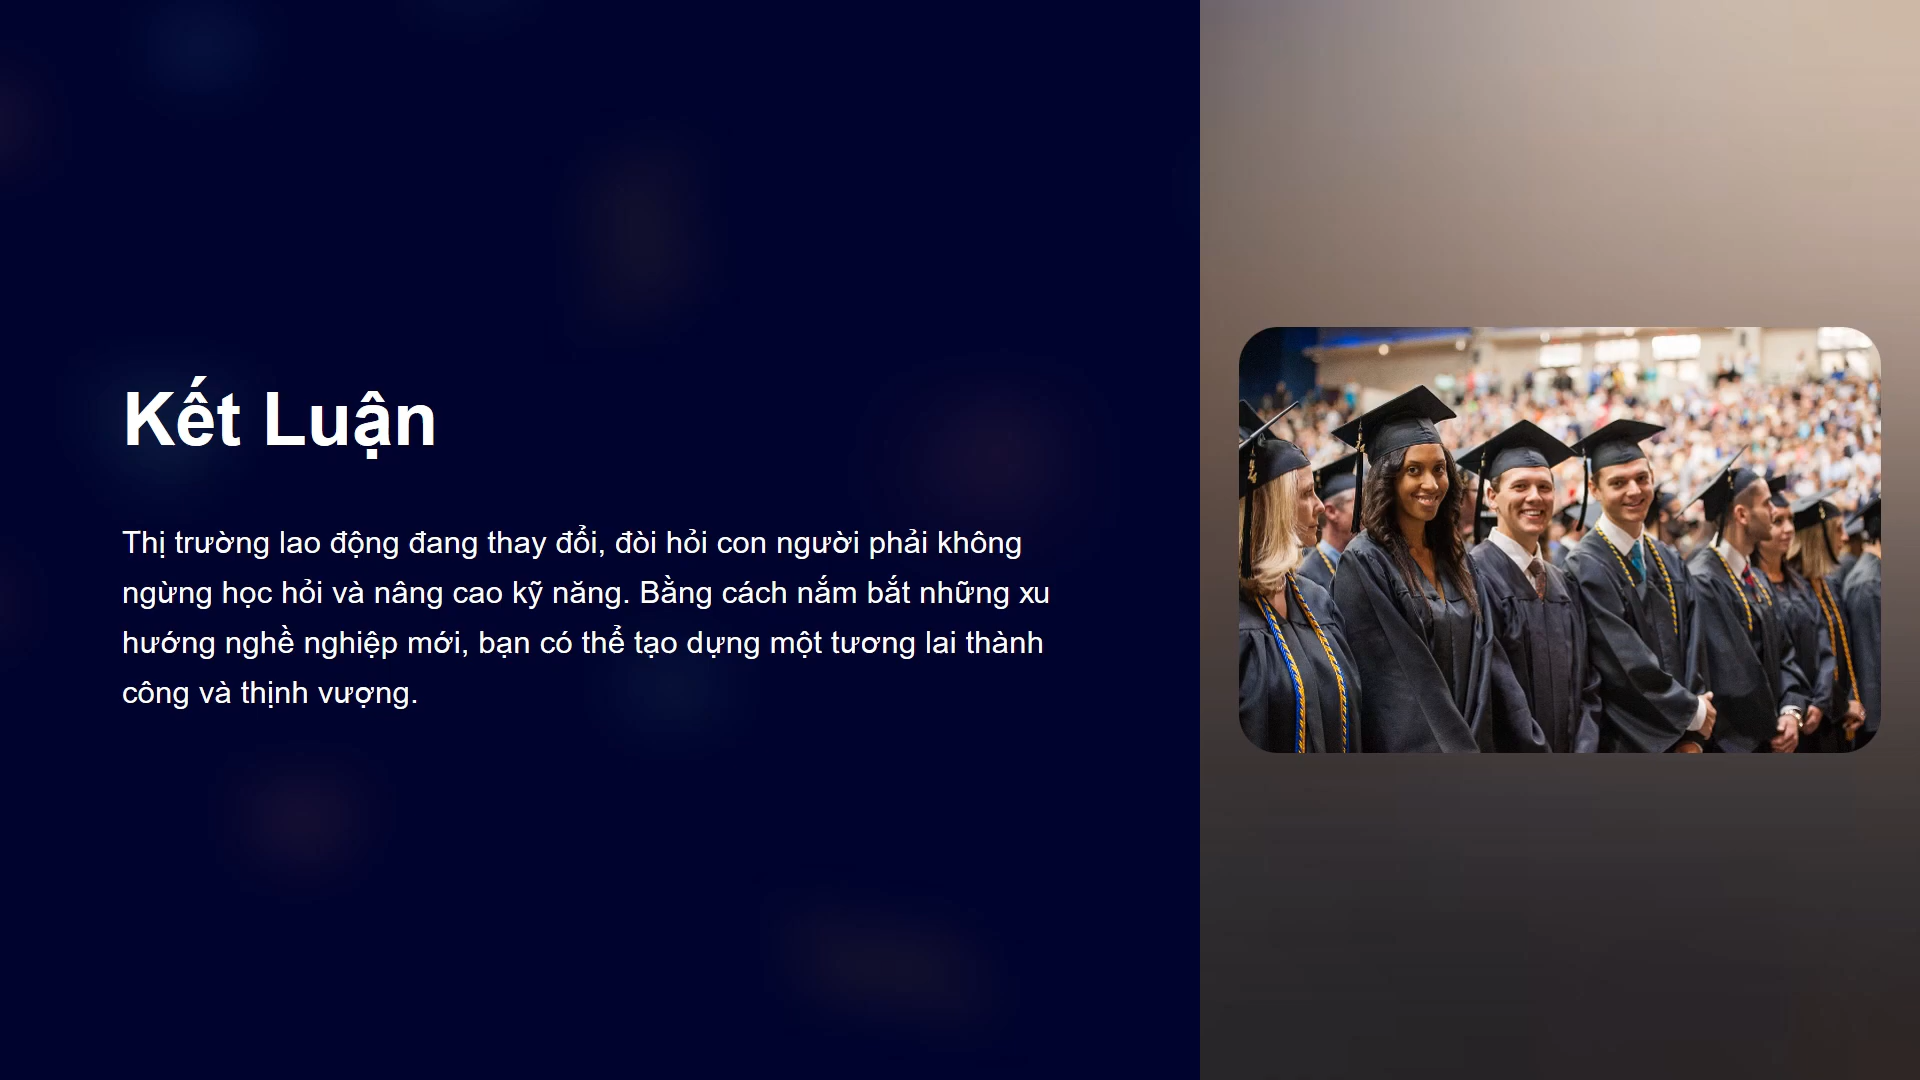 Kết Luận
Thị trường lao động đang thay đổi, đòi hỏi con người phải không
ngừng học hỏi và nâng cao kỹ năng. Bằng cách nắm bắt những xu
hướng nghề nghiệp mới, bạn có thể tạo dựng một tương lai thành
công và thịnh vượng.